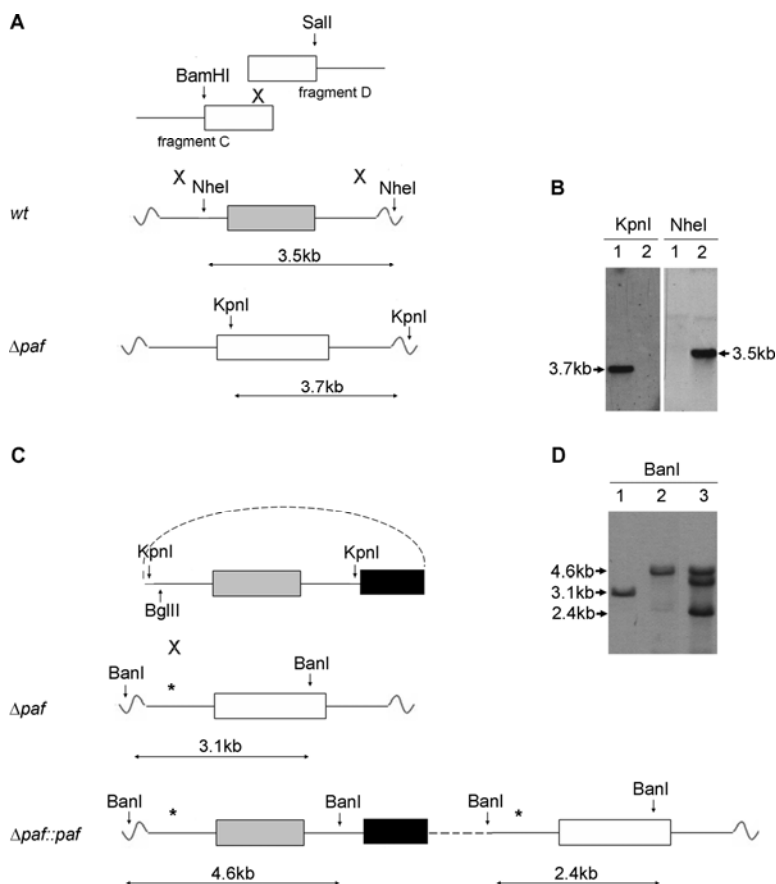 A
SalI
BamHI
X
fragment D
fragment C
X
X
NheI
NheI
wt
3.5kb
KpnI
KpnI
Δpaf
3.7kb
B
KpnI NheI
1 2 1 2
3.7kb
3.5kb
C
KpnI
KpnI
BglII
X
BanI
BanI
*
Δpaf
3.1kb
D
BanI
1 2 3
4.6kb
3.1kb
2.4kb
BanI BanI BanI BanI
* *
Δpaf::paf
4.6kb 2.4kb